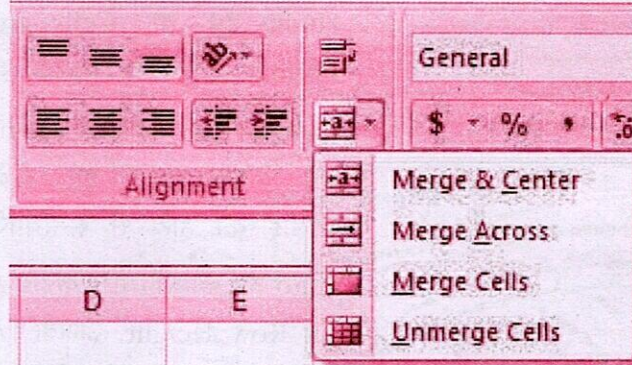 General
$ % ,
Alignment
Merge & Center
Merge Across
Merge Cells
Unmerge Cells
D E